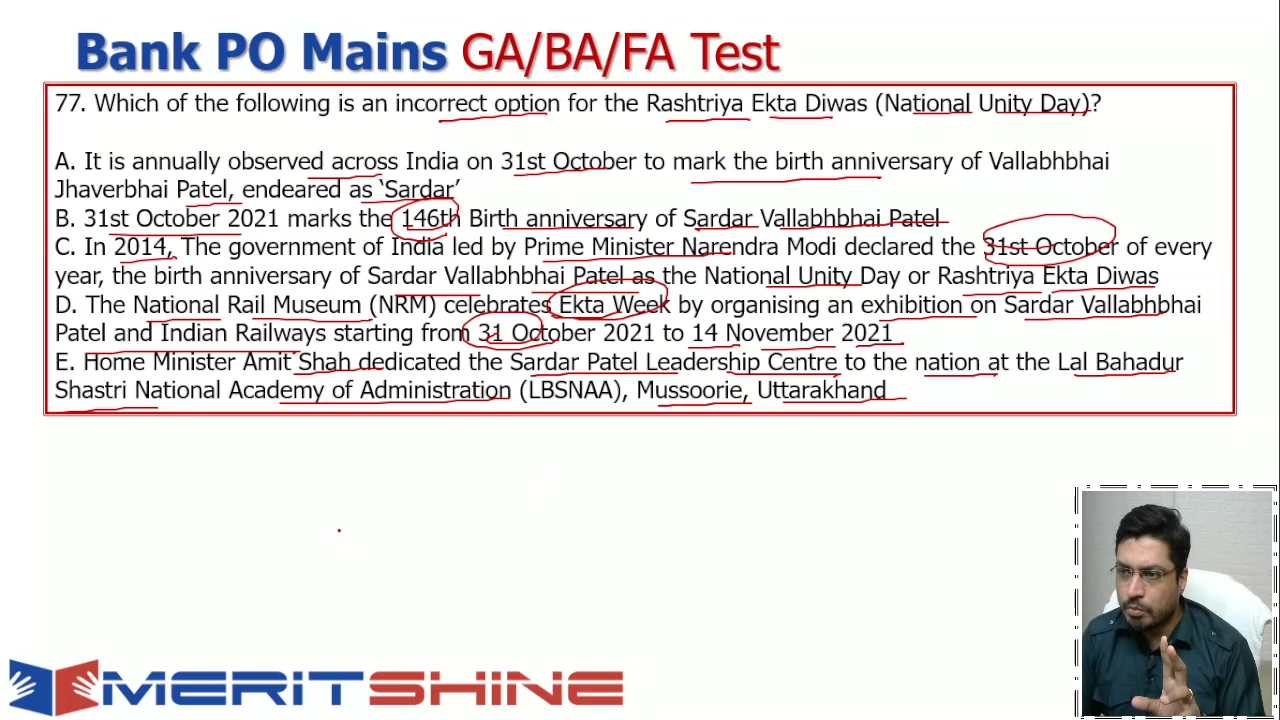 Bank PO Mains GA/BA/FA Test
77. Which of the following is an incorrect option for the Rashtriya Ekta Diwas (National Unity Day)?
A. It is annually observed across India on 31st October to mark the birth anniversary of Vallabhbhai
Jhaverbhai Patel, endeared as ‘Sardar’
B. 31st October 2021 marks the 146th Birth anniversary of Sardar Vallabhbhai Patel
C. In 2014, The government of India led by Prime Minister Narendra Modi declared the 31st October of every
year, the birth anniversary of Sardar Vallabhbhai Patel as the National Unity Day or Rashtriya Ekta Diwas
D. The National Rail Museum (NRM) celebrates Ekta Week by organising an exhibition on Sardar Vallabhbhai
Patel and Indian Railways starting from 31 October 2021 to 14 November 2021
E. Home Minister Amit Shah dedicated the Sardar Patel Leadership Centre to the nation at the Lal Bahadur
Shastri National Academy of Administration (LBSNAA), Mussoorie, Uttarakhand
MERITSHINE